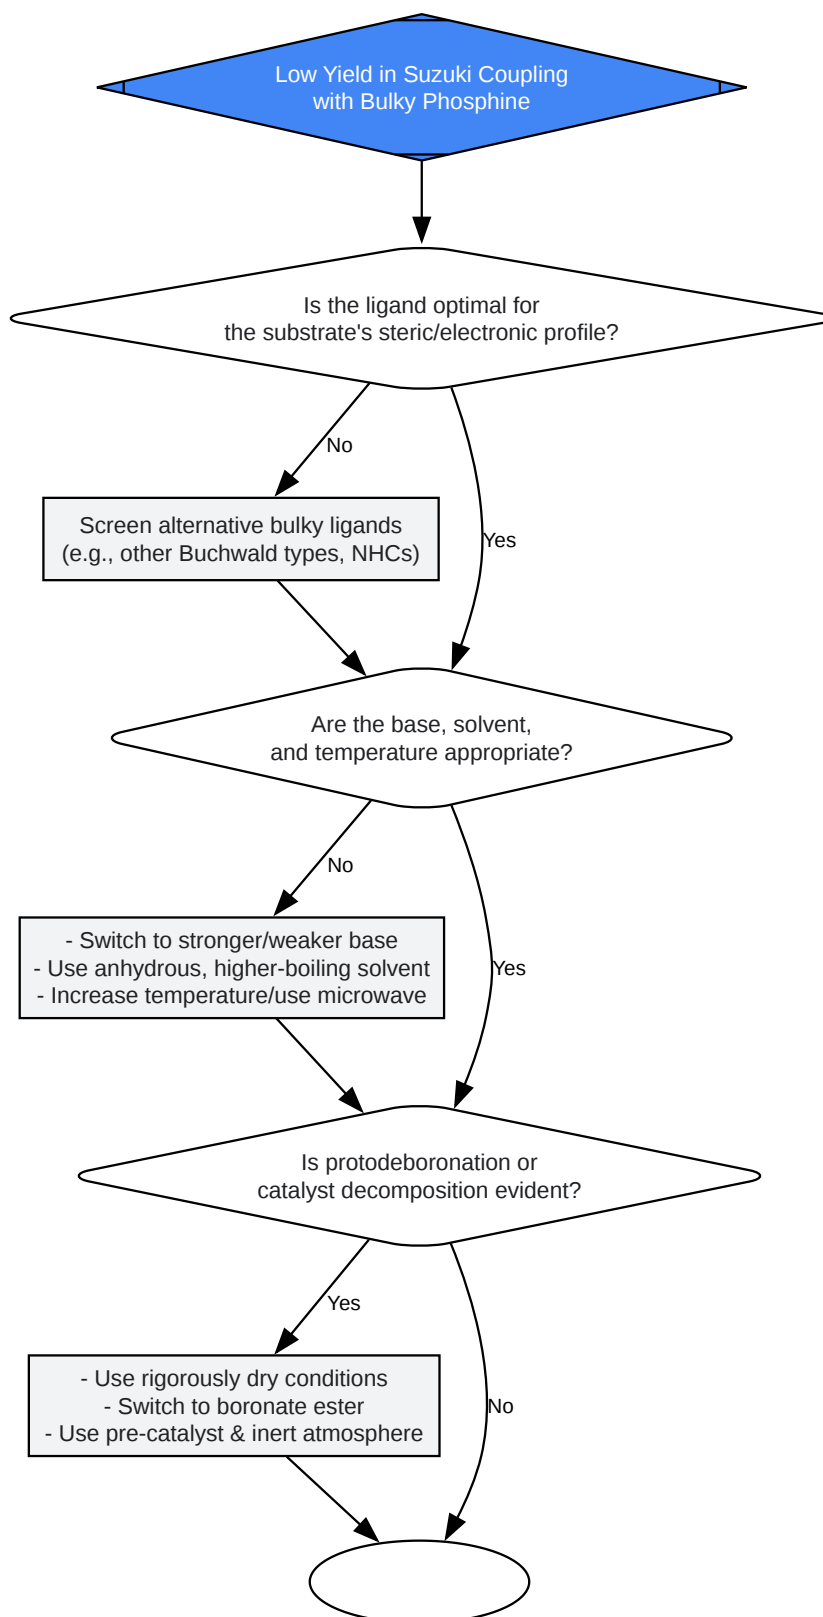 Low Yield in Suzuki Coupling
with Bulky Phosphine
Is the ligand optimal for
the substrate's steric/electronic profile?
No
Screen alternative bulky ligands
(e.g., other Buchwald types, NHCs)
Yes
Are the base, solvent,
and temperature appropriate?
No
- Switch to stronger/weaker base
- Use anhydrous, higher-boiling solvent
- Increase temperature/use microwave
Yes
Is protodeboronation or
catalyst decomposition evident?
Yes
- Use rigorously dry conditions
- Switch to boronate ester
- Use pre-catalyst & inert atmosphere
No